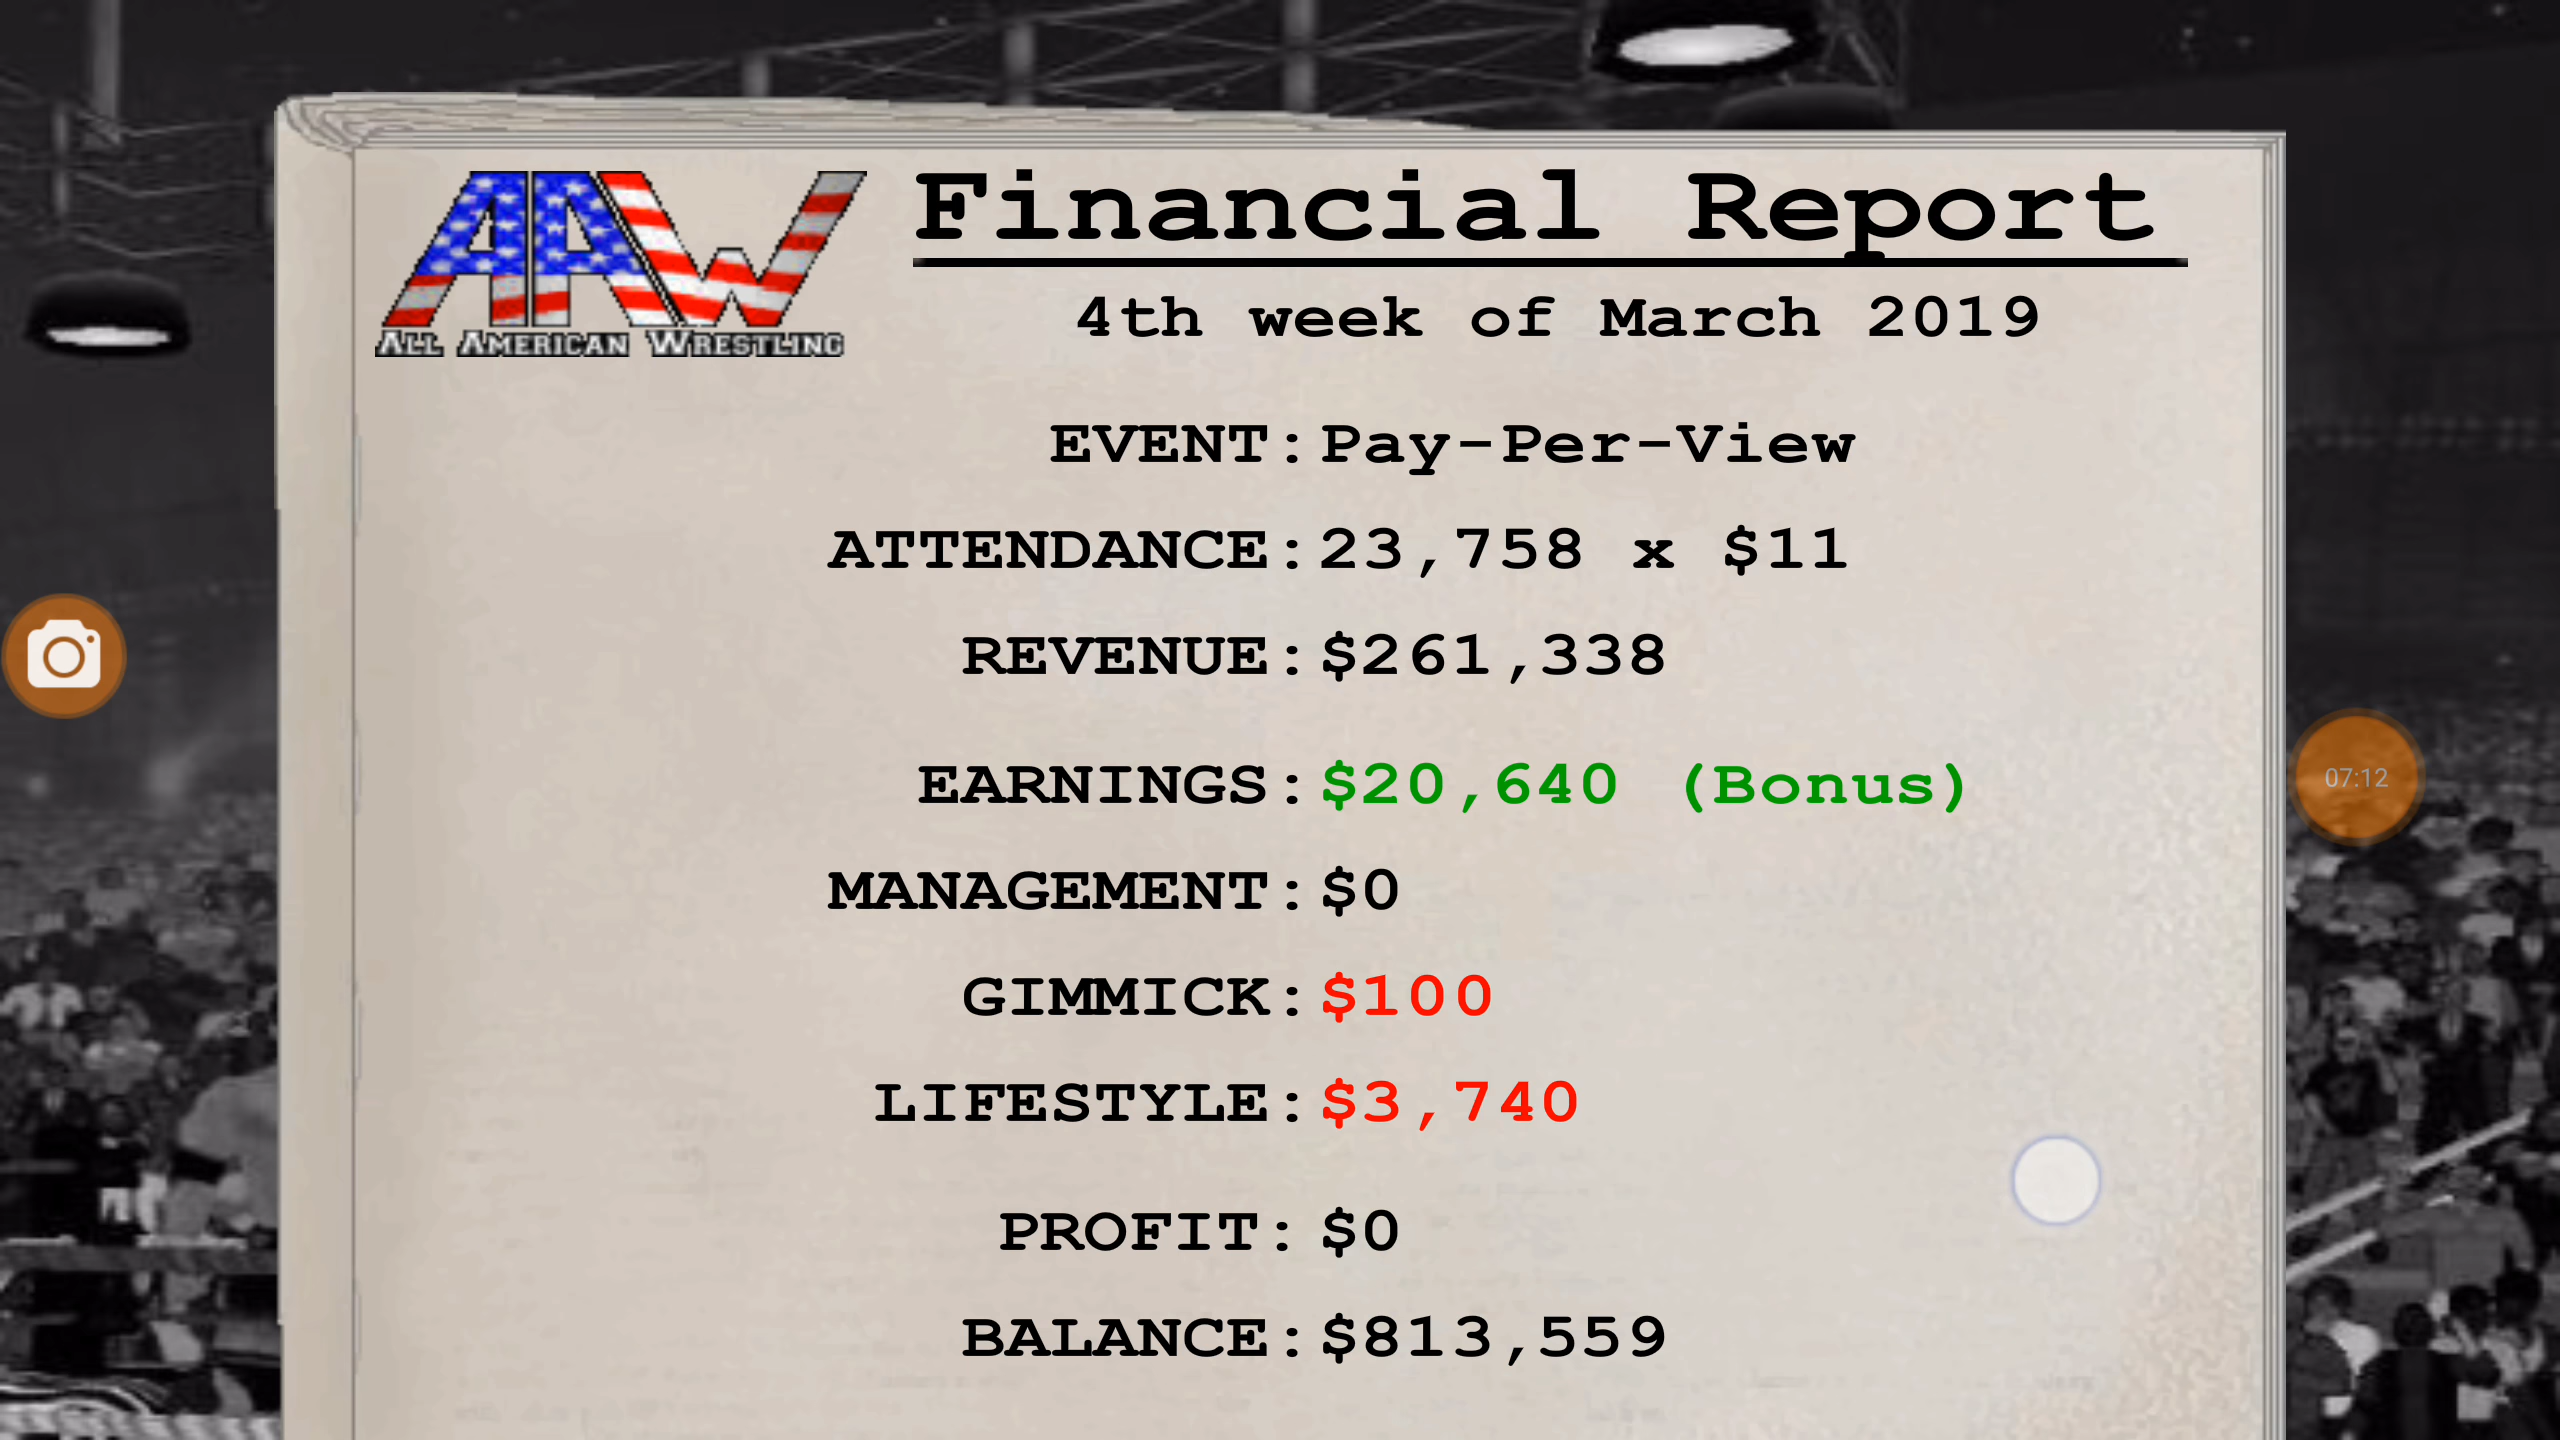 AAW
ALL AMERICAN WRESTLING
Financial Report
4th week of March 2019
EVENT: Pay-Per-View
ATTENDANCE: 23,758 x $11
REVENUE: $261,338
EARNINGS: $20,640 (Bonus)
MANAGEMENT: $0
GIMMICK: $100
LIFESTYLE: $3,740
PROFIT: $0
BALANCE: $813,559
07:12